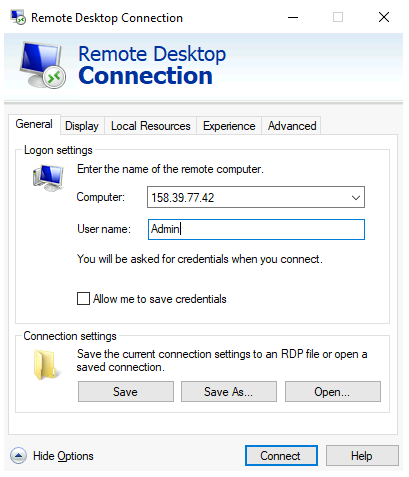 Remote Desktop Connection
Remote Desktop
Connection
General Display Local Resources Experience Advanced
Logon settings
Enter the name of the remote computer.
Computer: 158.39.77.42
User name: Admin
You will be asked for credentials when you connect.
Allow me to save credentials
Connection settings
Save the current connection settings to an RDP file or open a
saved connection.
Save Save As... Open...
Hide Options Connect Help